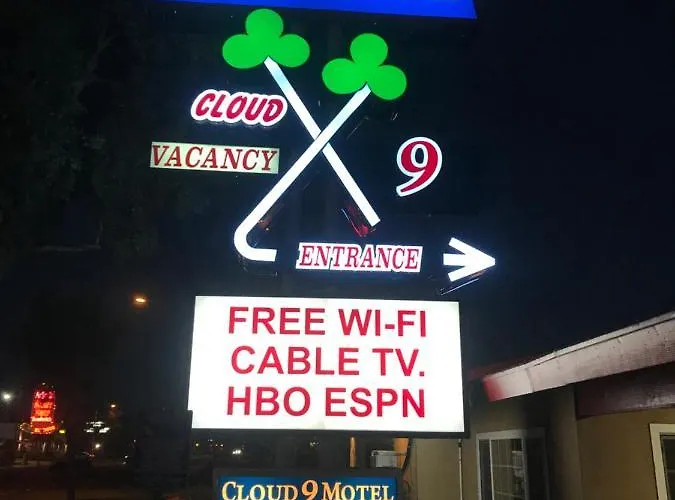 CLOUD
VACANCY
9
ENTRANCE
FREE WI-FI
CABLE TV.
HBO ESPN
CLOUD 9 MOTEL